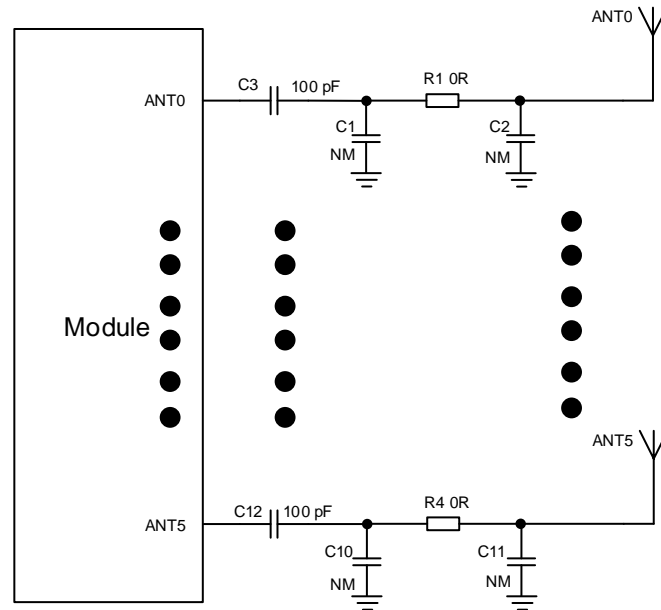 ANT0
C3 100 pF R1 0R
ANT0
C1 C2
NM NM
Module
ANT5
C12 100 pF R4 0R
ANT5
C10 C11
NM NM